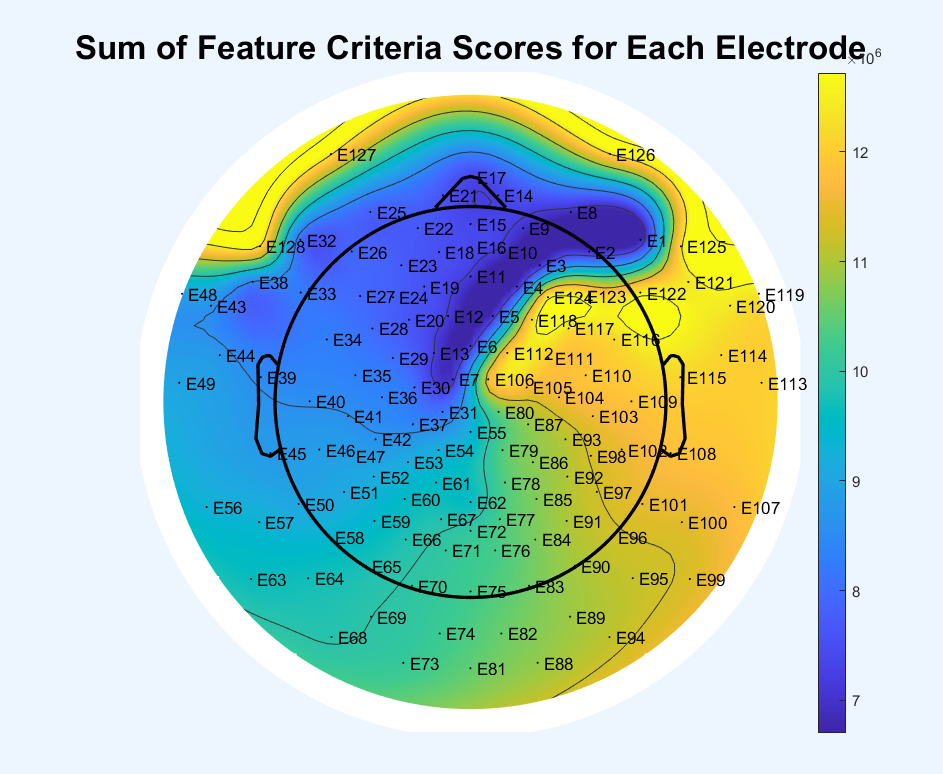 Sum of Feature Criteria Scores for Each Electrode
×10^6
E127 E126
E17
E21 E14
E25 E8
E22 E15 E9
E128 E32 E1
E26 E18 E16 E10 E2 E125
E23 E3
E38 E11 E121
E48 E33 E27 E24 E19 E4 E124 E123 E122 E119
E43 E120
E28 E20 E12 E5 E118
E34 E117 E116
E44 E29 E13 E6 E112 E111 E114
E49 E39 E35 E30 E7 E106 E105 E110 E115 E113
E40 E36 E104 E109
E41 E37 E31 E80 E87 E103
E42 E55 E93
E45 E46 E47 E53 E54 E79 E86 E98 E102 E108
E52 E61 E78 E92
E51 E60 E85 E97
E56 E50 E62 E101 E107
E57 E59 E67 E77 E91 E100
E58 E66 E72 E84 E96
E71 E76
E65 E90
E63 E64 E70 E75 E83 E95 E99
E69 E89
E68 E74 E82 E94
E73 E81 E88
12
11
10
9
8
7